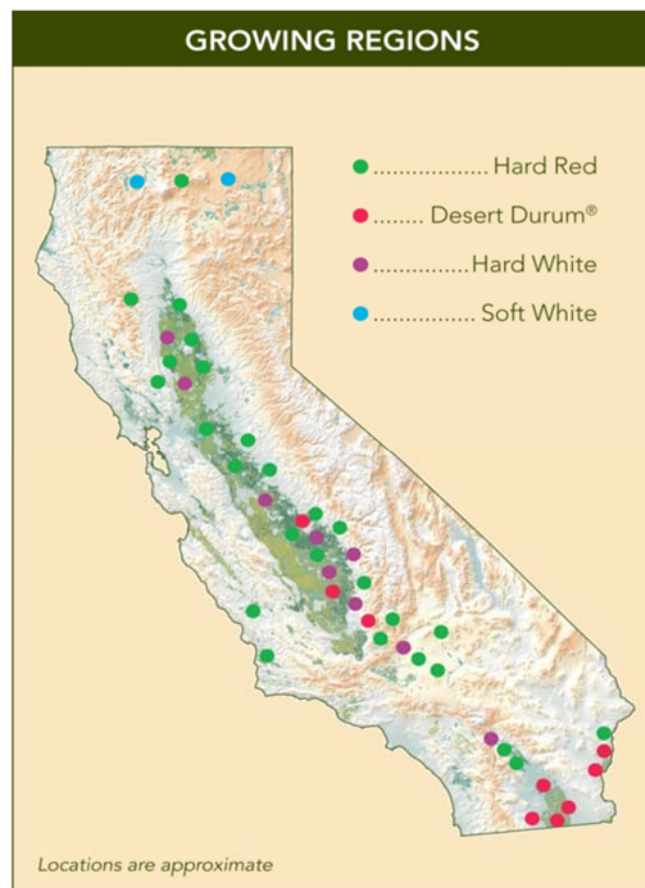 GROWING REGIONS
.................. Hard Red
........ Desert Durum®
...............Hard White
................ Soft White
Locations are approximate